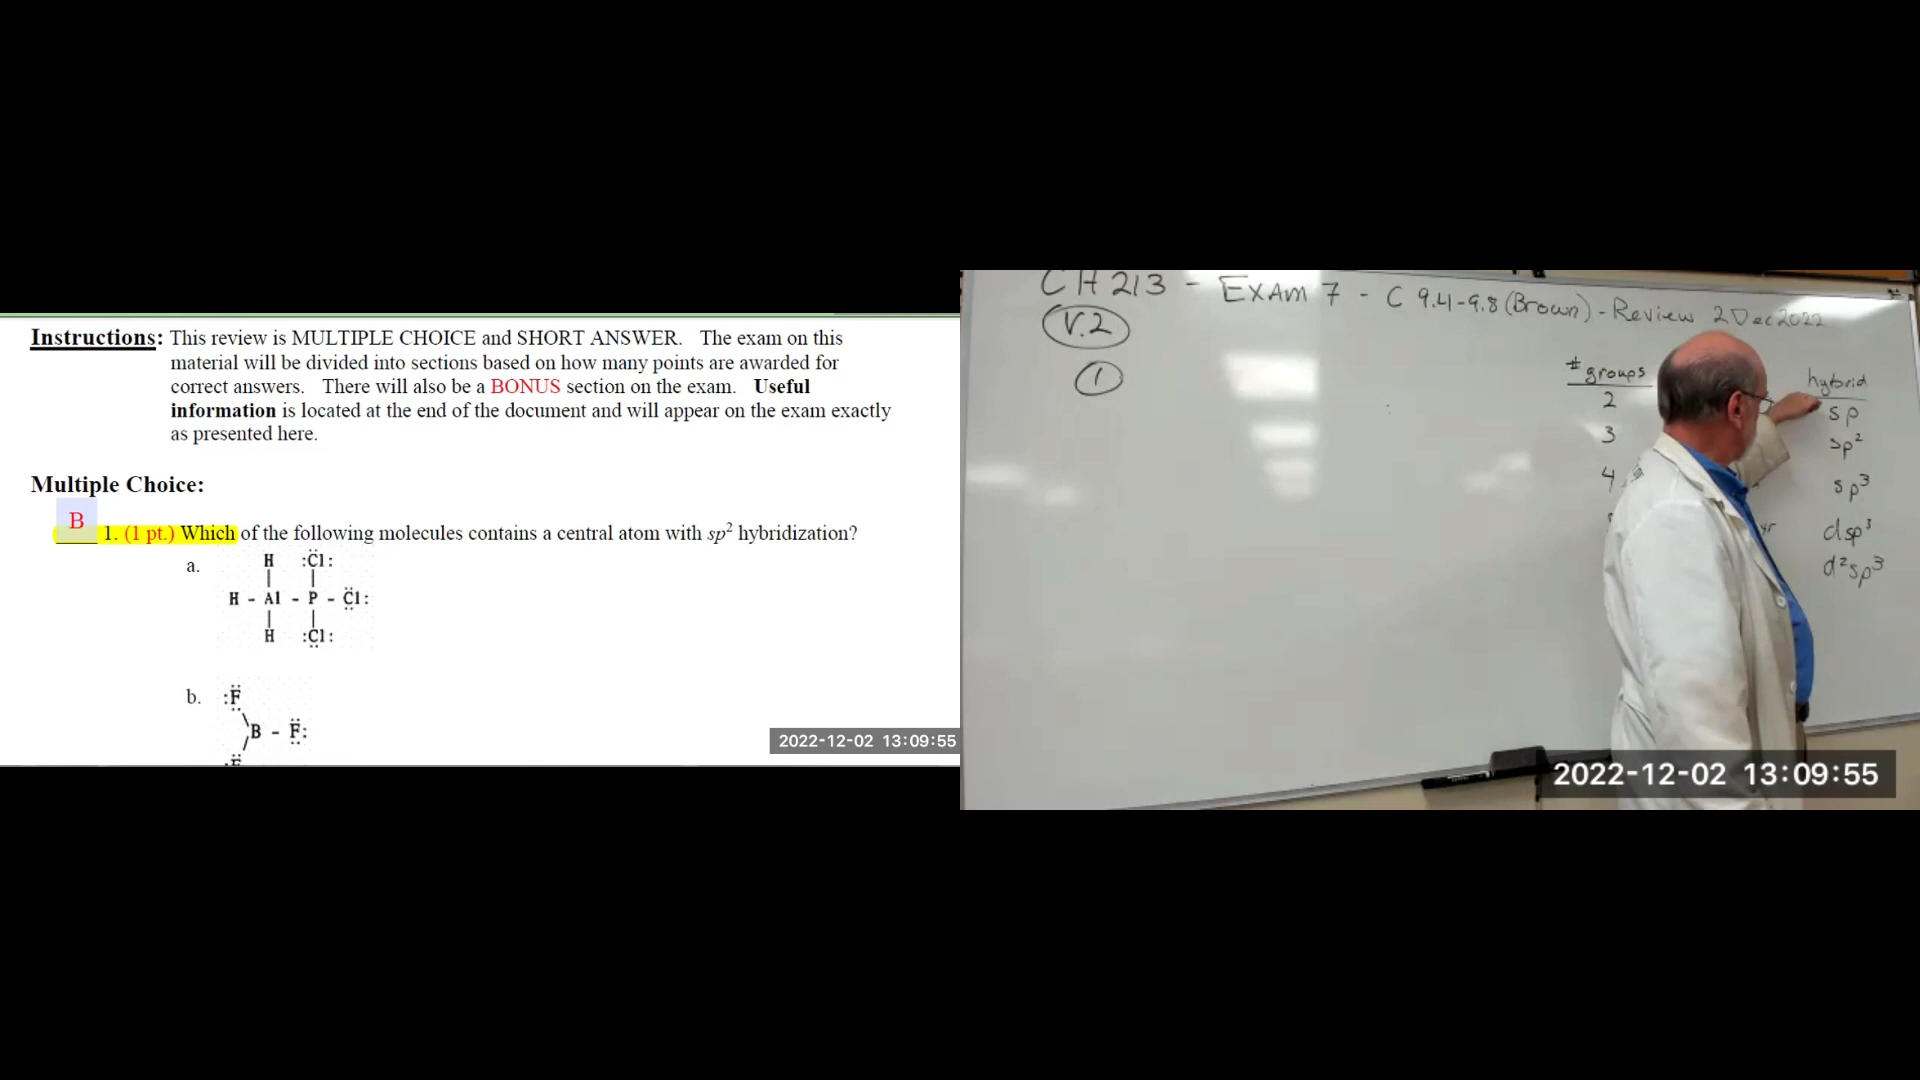 Instructions: This review is MULTIPLE CHOICE and SHORT ANSWER. The exam on this
material will be divided into sections based on how many points are awarded for
correct answers. There will also be a BONUS section on the exam. Useful
information is located at the end of the document and will appear on the exam exactly
as presented here.
Multiple Choice:
B 1. (1 pt.) Which of the following molecules contains a central atom with sp² hybridization?
a.
H :Cl:
H - Al - P - Cl:
H :Cl:
b. :F
B - F:
:F
2022-12-02 13:09:55
CH 213 - Exam 7 - C 9.4-9.8 (Brown) - Review 2 Dec 2022
V.2
1
# groups hybrid
2 sp
3 sp²
4 sp³
dsp³
d²sp³
2022-12-02 13:09:55